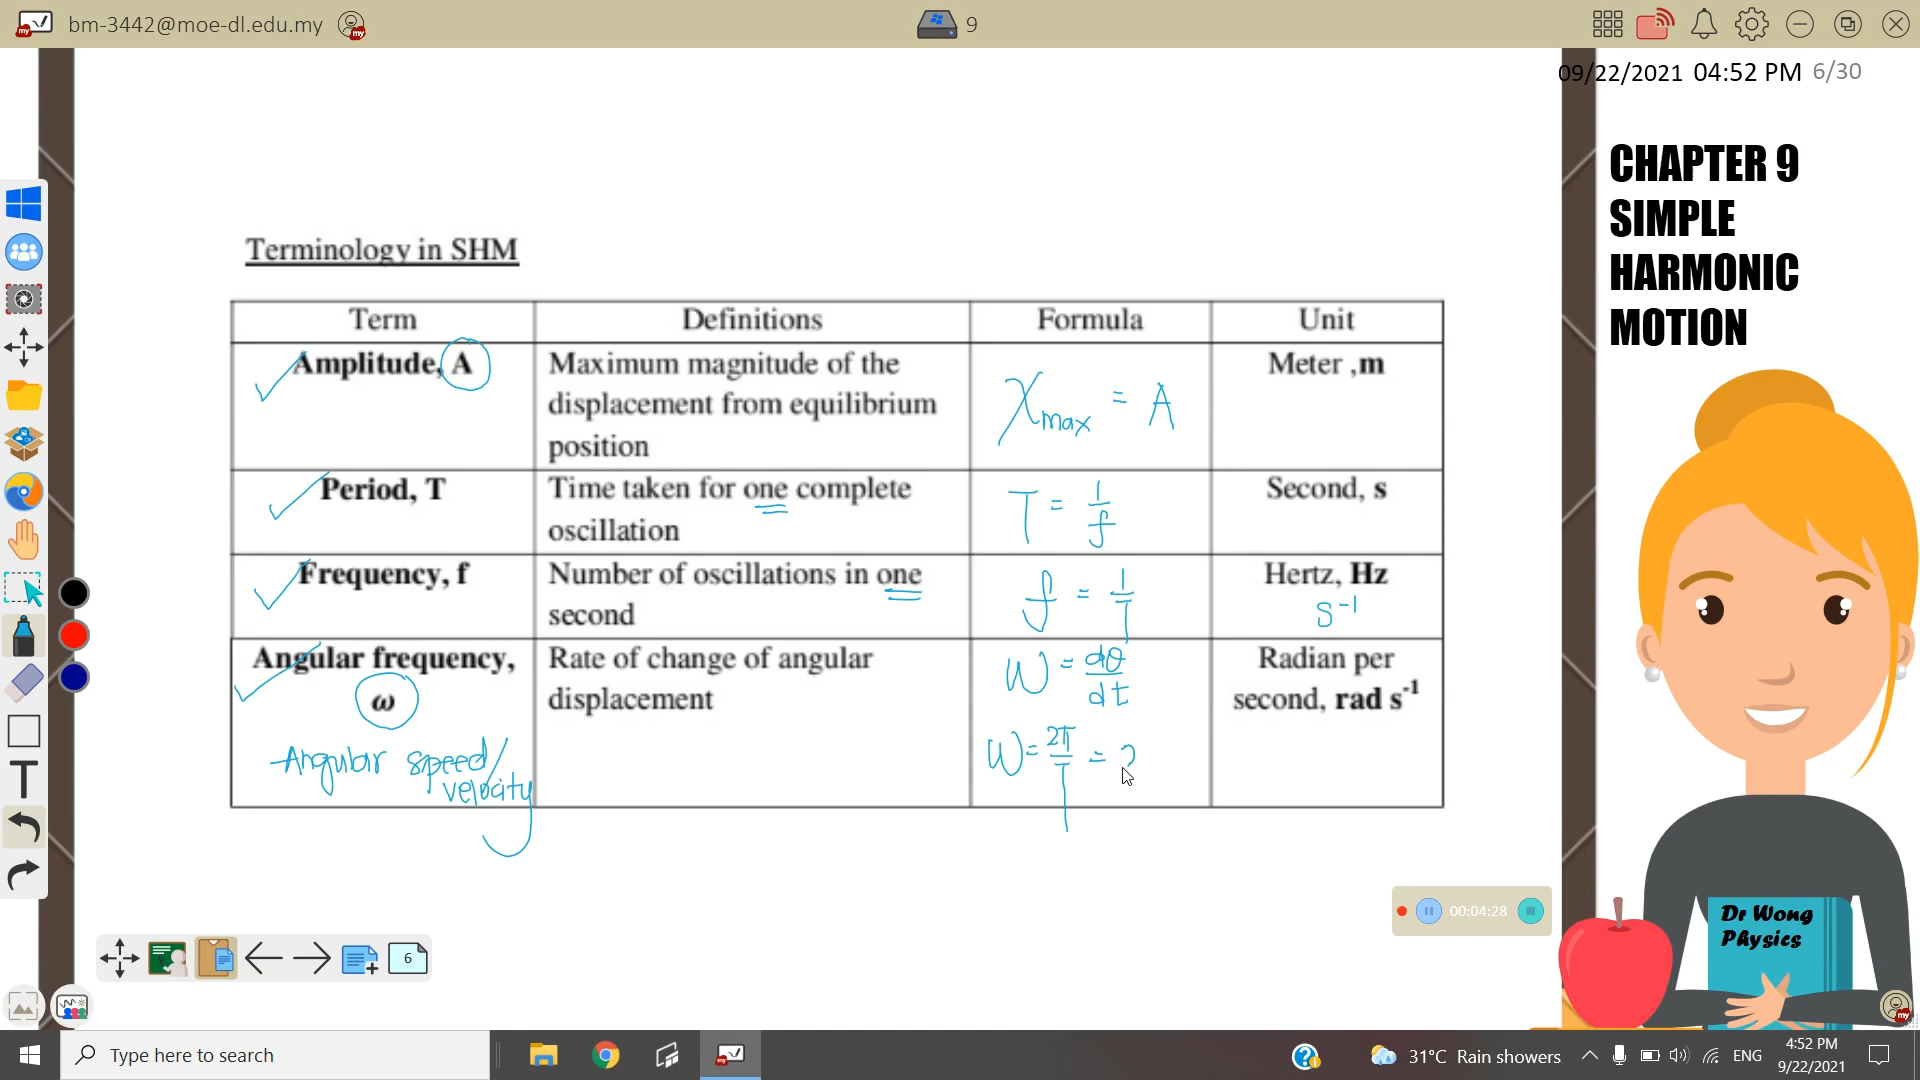 bm-3442@moe-dl.edu.my
9
09/22/2021 04:52 PM 6/30
CHAPTER 9
SIMPLE
HARMONIC
MOTION
Terminology in SHM
Term Definitions Formula Unit
Amplitude, A
Maximum magnitude of the
displacement from equilibrium
position
Xmax = A
Meter ,m
Period, T
Time taken for one complete
oscillation
T = 1/f
Second, s
Frequency, f
Number of oscillations in one
second
f = 1/T
Hertz, Hz
S⁻¹
Angular frequency,
ω
Angular speed/
velocity
Rate of change of angular
displacement
W = dθ/dt
W = 2π/T = 2
Radian per
second, rad s⁻¹
00:04:28
Dr Wong
Physics
6
Type here to search
31°C Rain showers
ENG
4:52 PM
9/22/2021